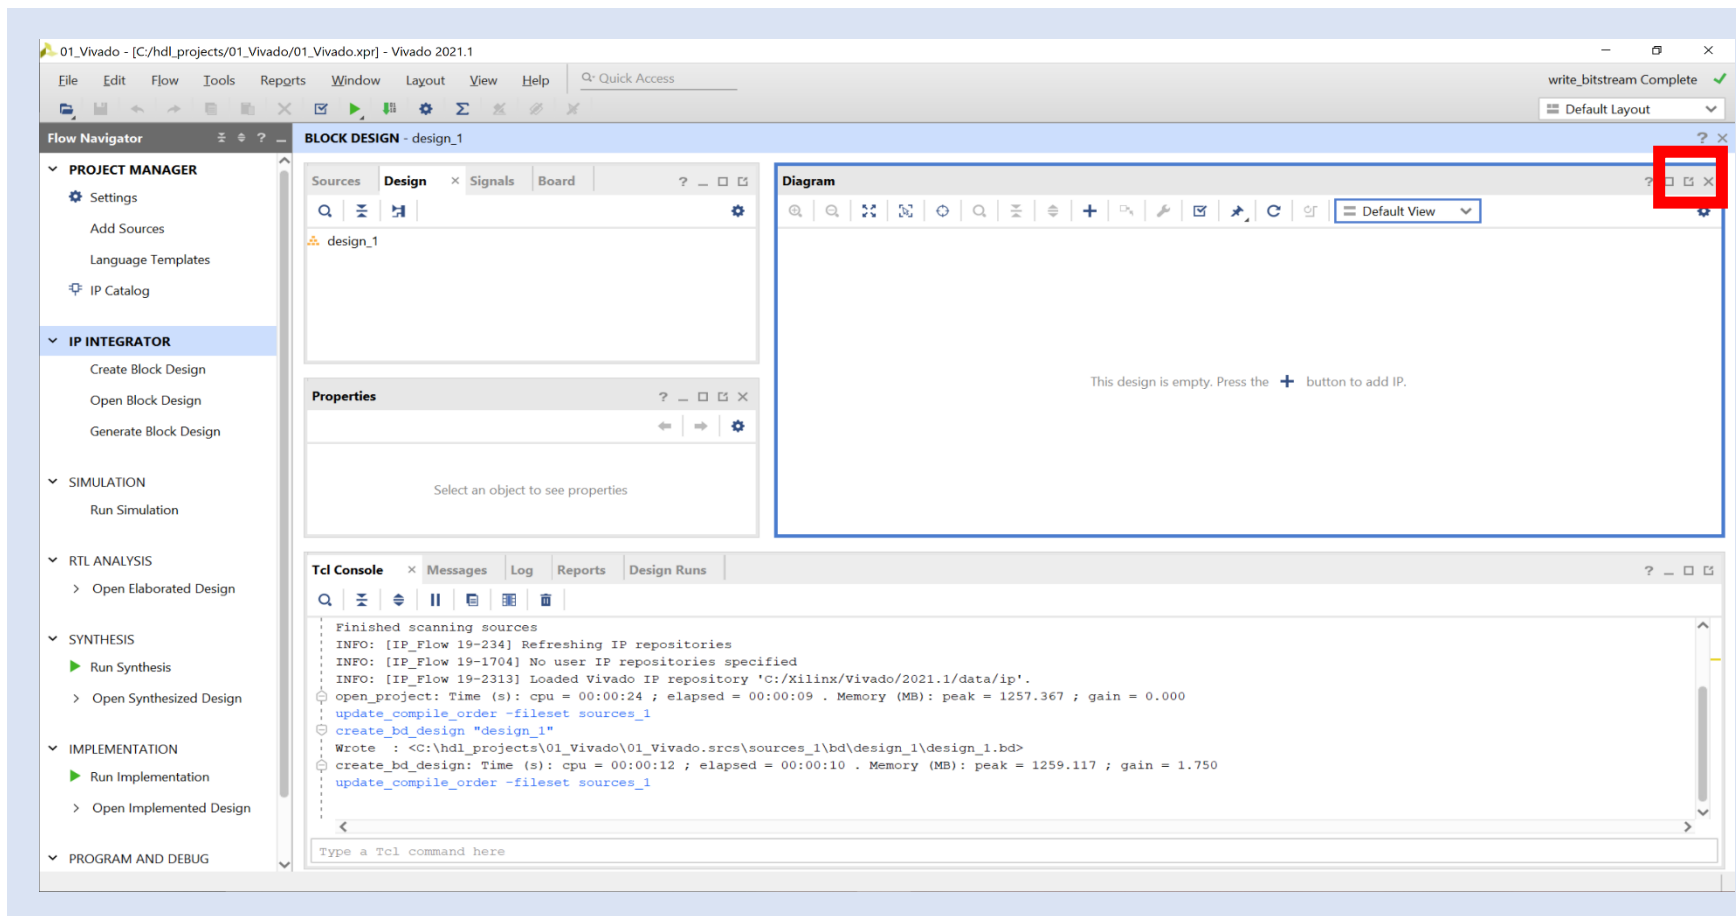 01_Vivado - [C:/hdl_projects/01_Vivado/01_Vivado.xpr] - Vivado 2021.1
File Edit Flow Tools Reports Window Layout View Help Quick Access
write_bitstream Complete
Default Layout
Flow Navigator
BLOCK DESIGN - design_1
PROJECT MANAGER
Settings
Add Sources
Language Templates
IP Catalog
IP INTEGRATOR
Create Block Design
Open Block Design
Generate Block Design
SIMULATION
Run Simulation
RTL ANALYSIS
Open Elaborated Design
SYNTHESIS
Run Synthesis
Open Synthesized Design
IMPLEMENTATION
Run Implementation
Open Implemented Design
PROGRAM AND DEBUG
Sources Design Signals Board
design_1
Properties
Select an object to see properties
Diagram
Default View
This design is empty. Press the + button to add IP.
Tcl Console Messages Log Reports Design Runs
Finished scanning sources
INFO: [IP_Flow 19-234] Refreshing IP repositories
INFO: [IP_Flow 19-1704] No user IP repositories specified
INFO: [IP_Flow 19-2313] Loaded Vivado IP repository 'C:/Xilinx/Vivado/2021.1/data/ip'.
open_project: Time (s): cpu = 00:00:24 ; elapsed = 00:00:09 . Memory (MB): peak = 1257.367 ; gain = 0.000
update_compile_order -fileset sources_1
create_bd_design "design_1"
Wrote  : <C:\hdl_projects\01_Vivado\01_Vivado.srcs\sources_1\bd\design_1\design_1.bd>
create_bd_design: Time (s): cpu = 00:00:12 ; elapsed = 00:00:10 . Memory (MB): peak = 1259.117 ; gain = 1.750
update_compile_order -fileset sources_1
Type a Tcl command here